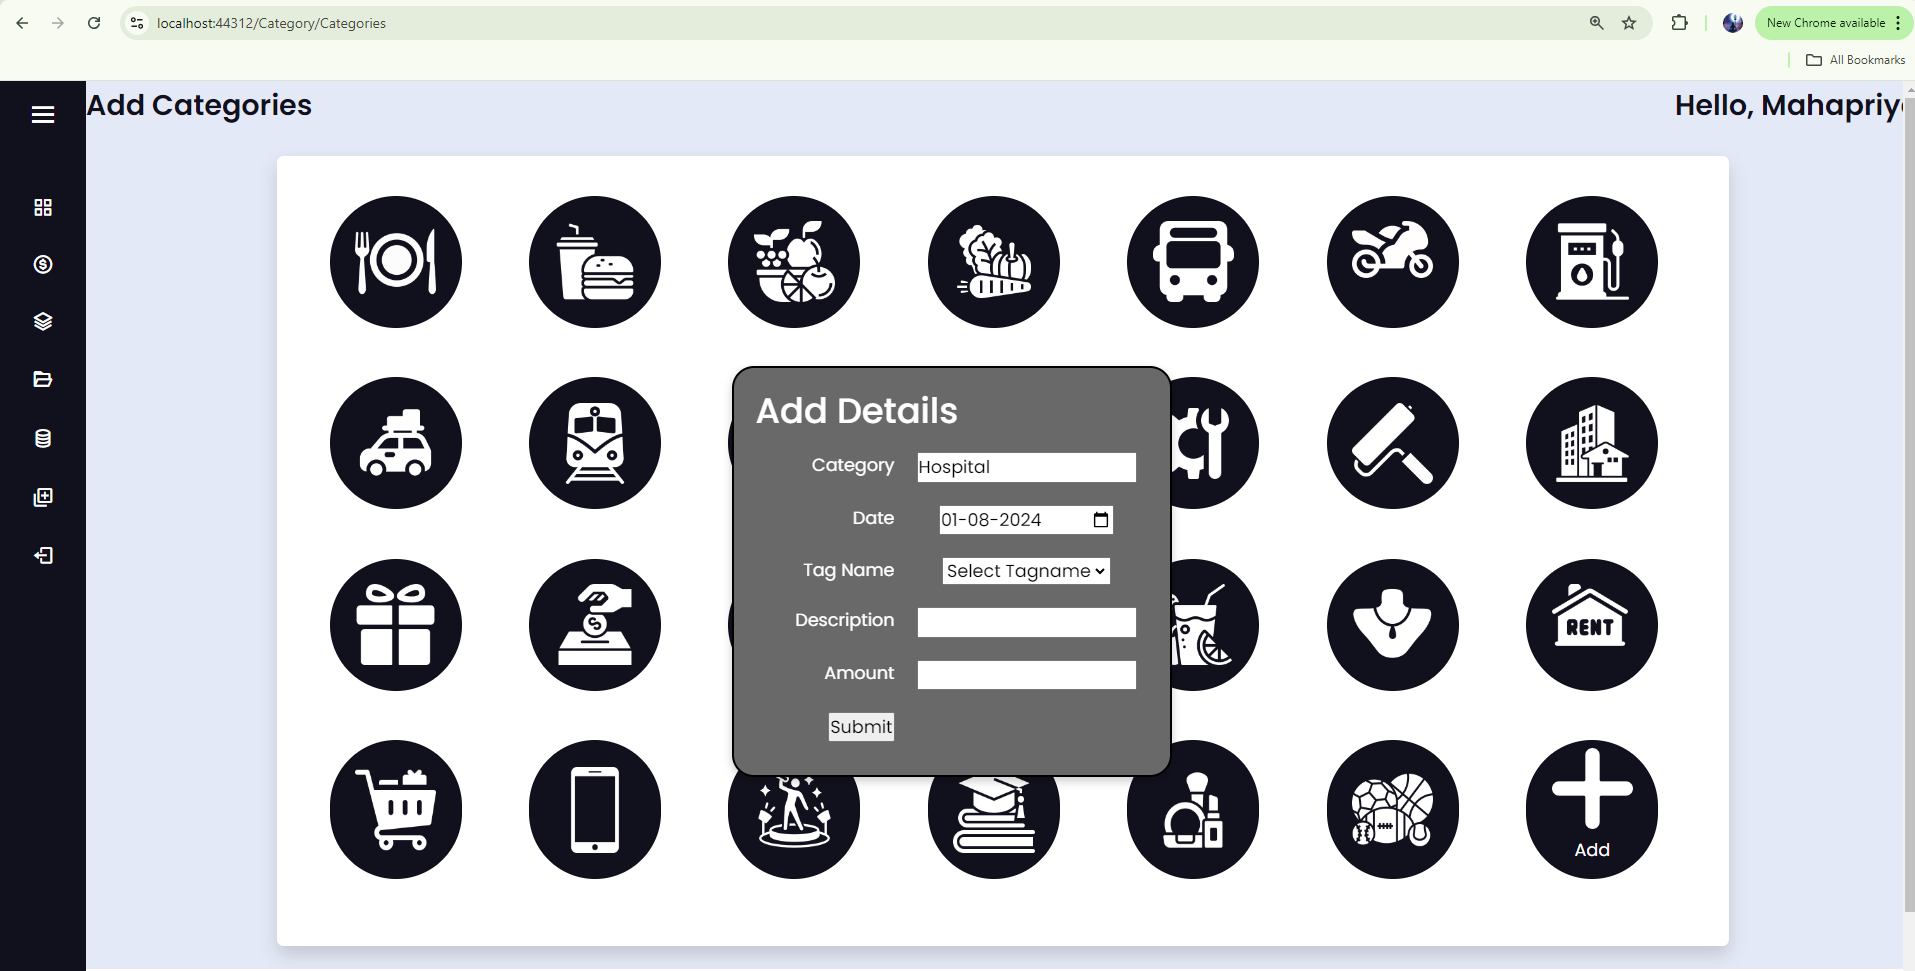 localhost:44312/Category/Categories
New Chrome available
All Bookmarks
Add Categories
Hello, Mahapriy
Add Details
Category
Hospital
Date
01-08-2024
Tag Name
Select Tagname
Description
Amount
Submit
RENT
Add